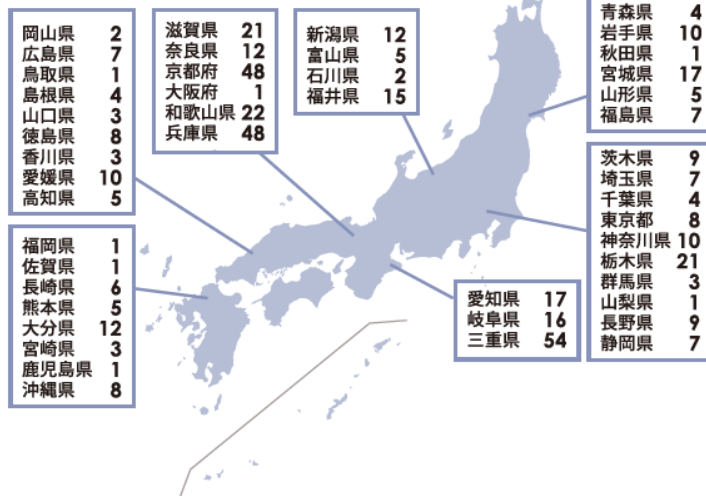 岡山県 2
広島県 7
鳥取県 1
島根県 4
山口県 3
徳島県 8
香川県 3
愛媛県 10
高知県 5
滋賀県 21
奈良県 12
京都府 48
大阪府 1
和歌山県 22
兵庫県 48
新潟県 12
富山県 5
石川県 2
福井県 15
青森県 4
岩手県 10
秋田県 1
宮城県 17
山形県 5
福島県 7
茨木県 9
埼玉県 7
千葉県 4
東京都 8
神奈川県 10
栃木県 21
群馬県 3
山梨県 1
長野県 9
静岡県 7
愛知県 17
岐阜県 16
三重県 54
福岡県 1
佐賀県 1
長崎県 6
熊本県 5
大分県 12
宮崎県 3
鹿児島県 1
沖縄県 8